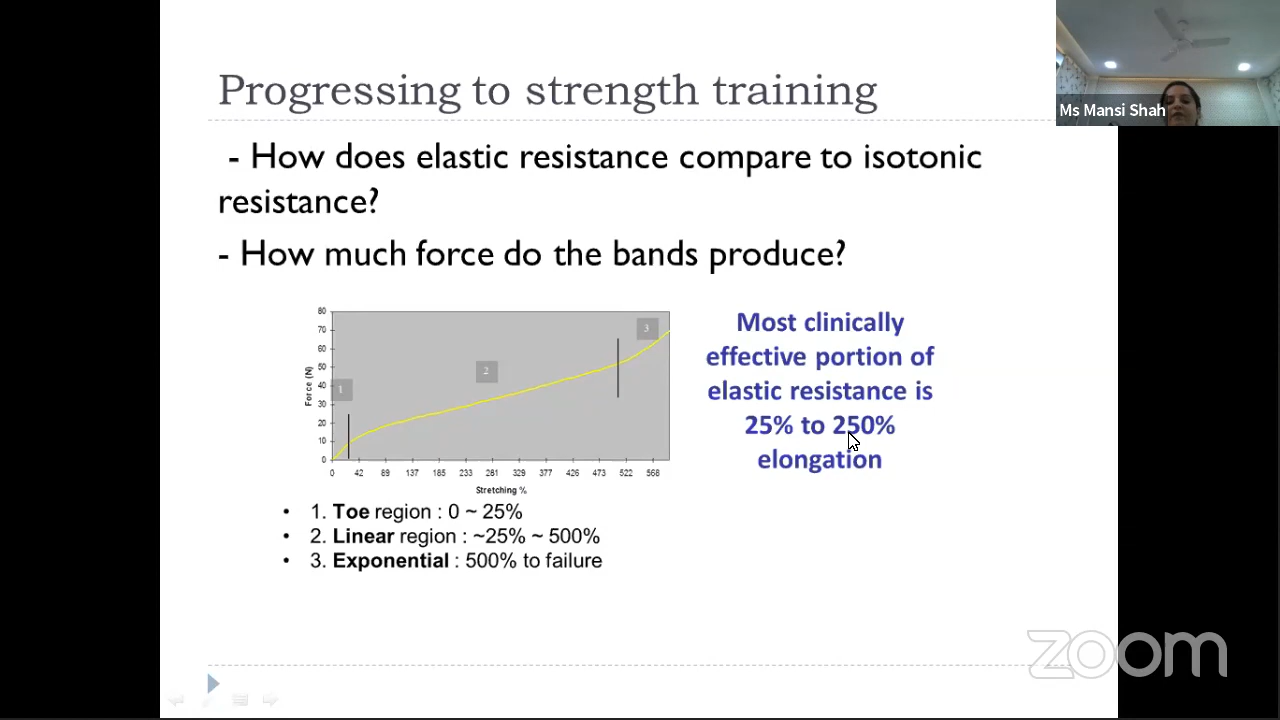 Progressing to strength training
Ms Mansi Shah
- How does elastic resistance compare to isotonic
resistance?
- How much force do the bands produce?
80
70
60
50
40
30
20
10
0
Force (N)
1
2
3
0 42 89 137 185 233 281 329 377 426 473 522 568
Stretching %
Most clinically
effective portion of
elastic resistance is
25% to 250%
elongation
• 1. Toe region : 0 ~ 25%
• 2. Linear region : ~25% ~ 500%
• 3. Exponential : 500% to failure
zoom